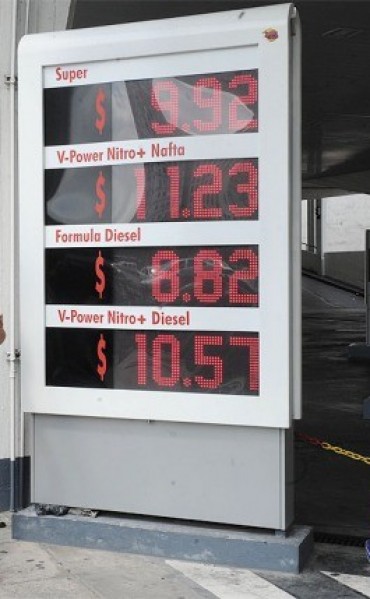 Super
$ 9.92
V-Power Nitro+ Nafta
$ 11.23
Formula Diesel
$ 8.82
V-Power Nitro+ Diesel
$ 10.57